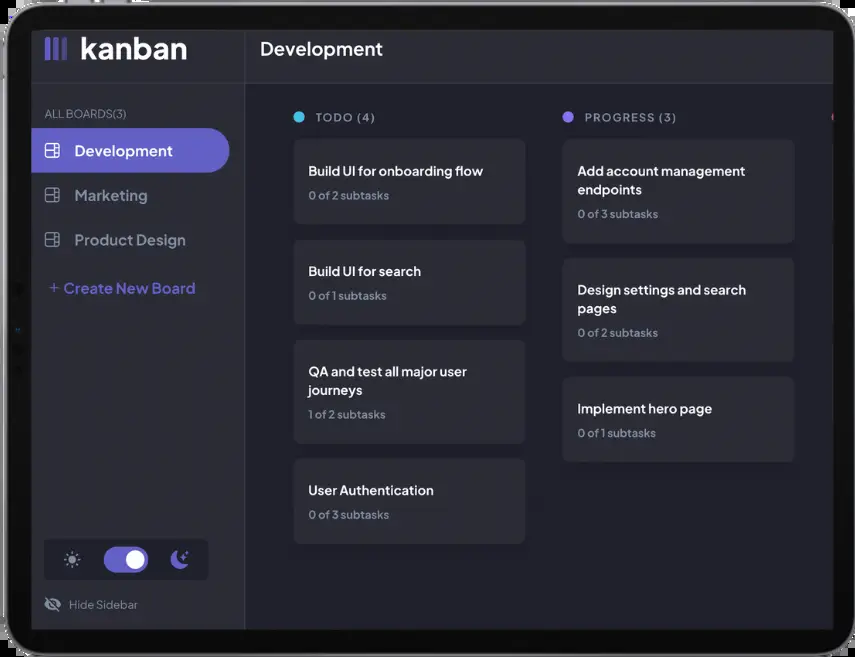 kanban
Development
ALL BOARDS(3)
Development
Marketing
Product Design
+ Create New Board
Hide Sidebar
TODO (4)
Build UI for onboarding flow
0 of 2 subtasks
Build UI for search
0 of 1 subtasks
QA and test all major user
journeys
1 of 2 subtasks
User Authentication
0 of 3 subtasks
PROGRESS (3)
Add account management
endpoints
0 of 3 subtasks
Design settings and search
pages
0 of 2 subtasks
Implement hero page
0 of 1 subtasks